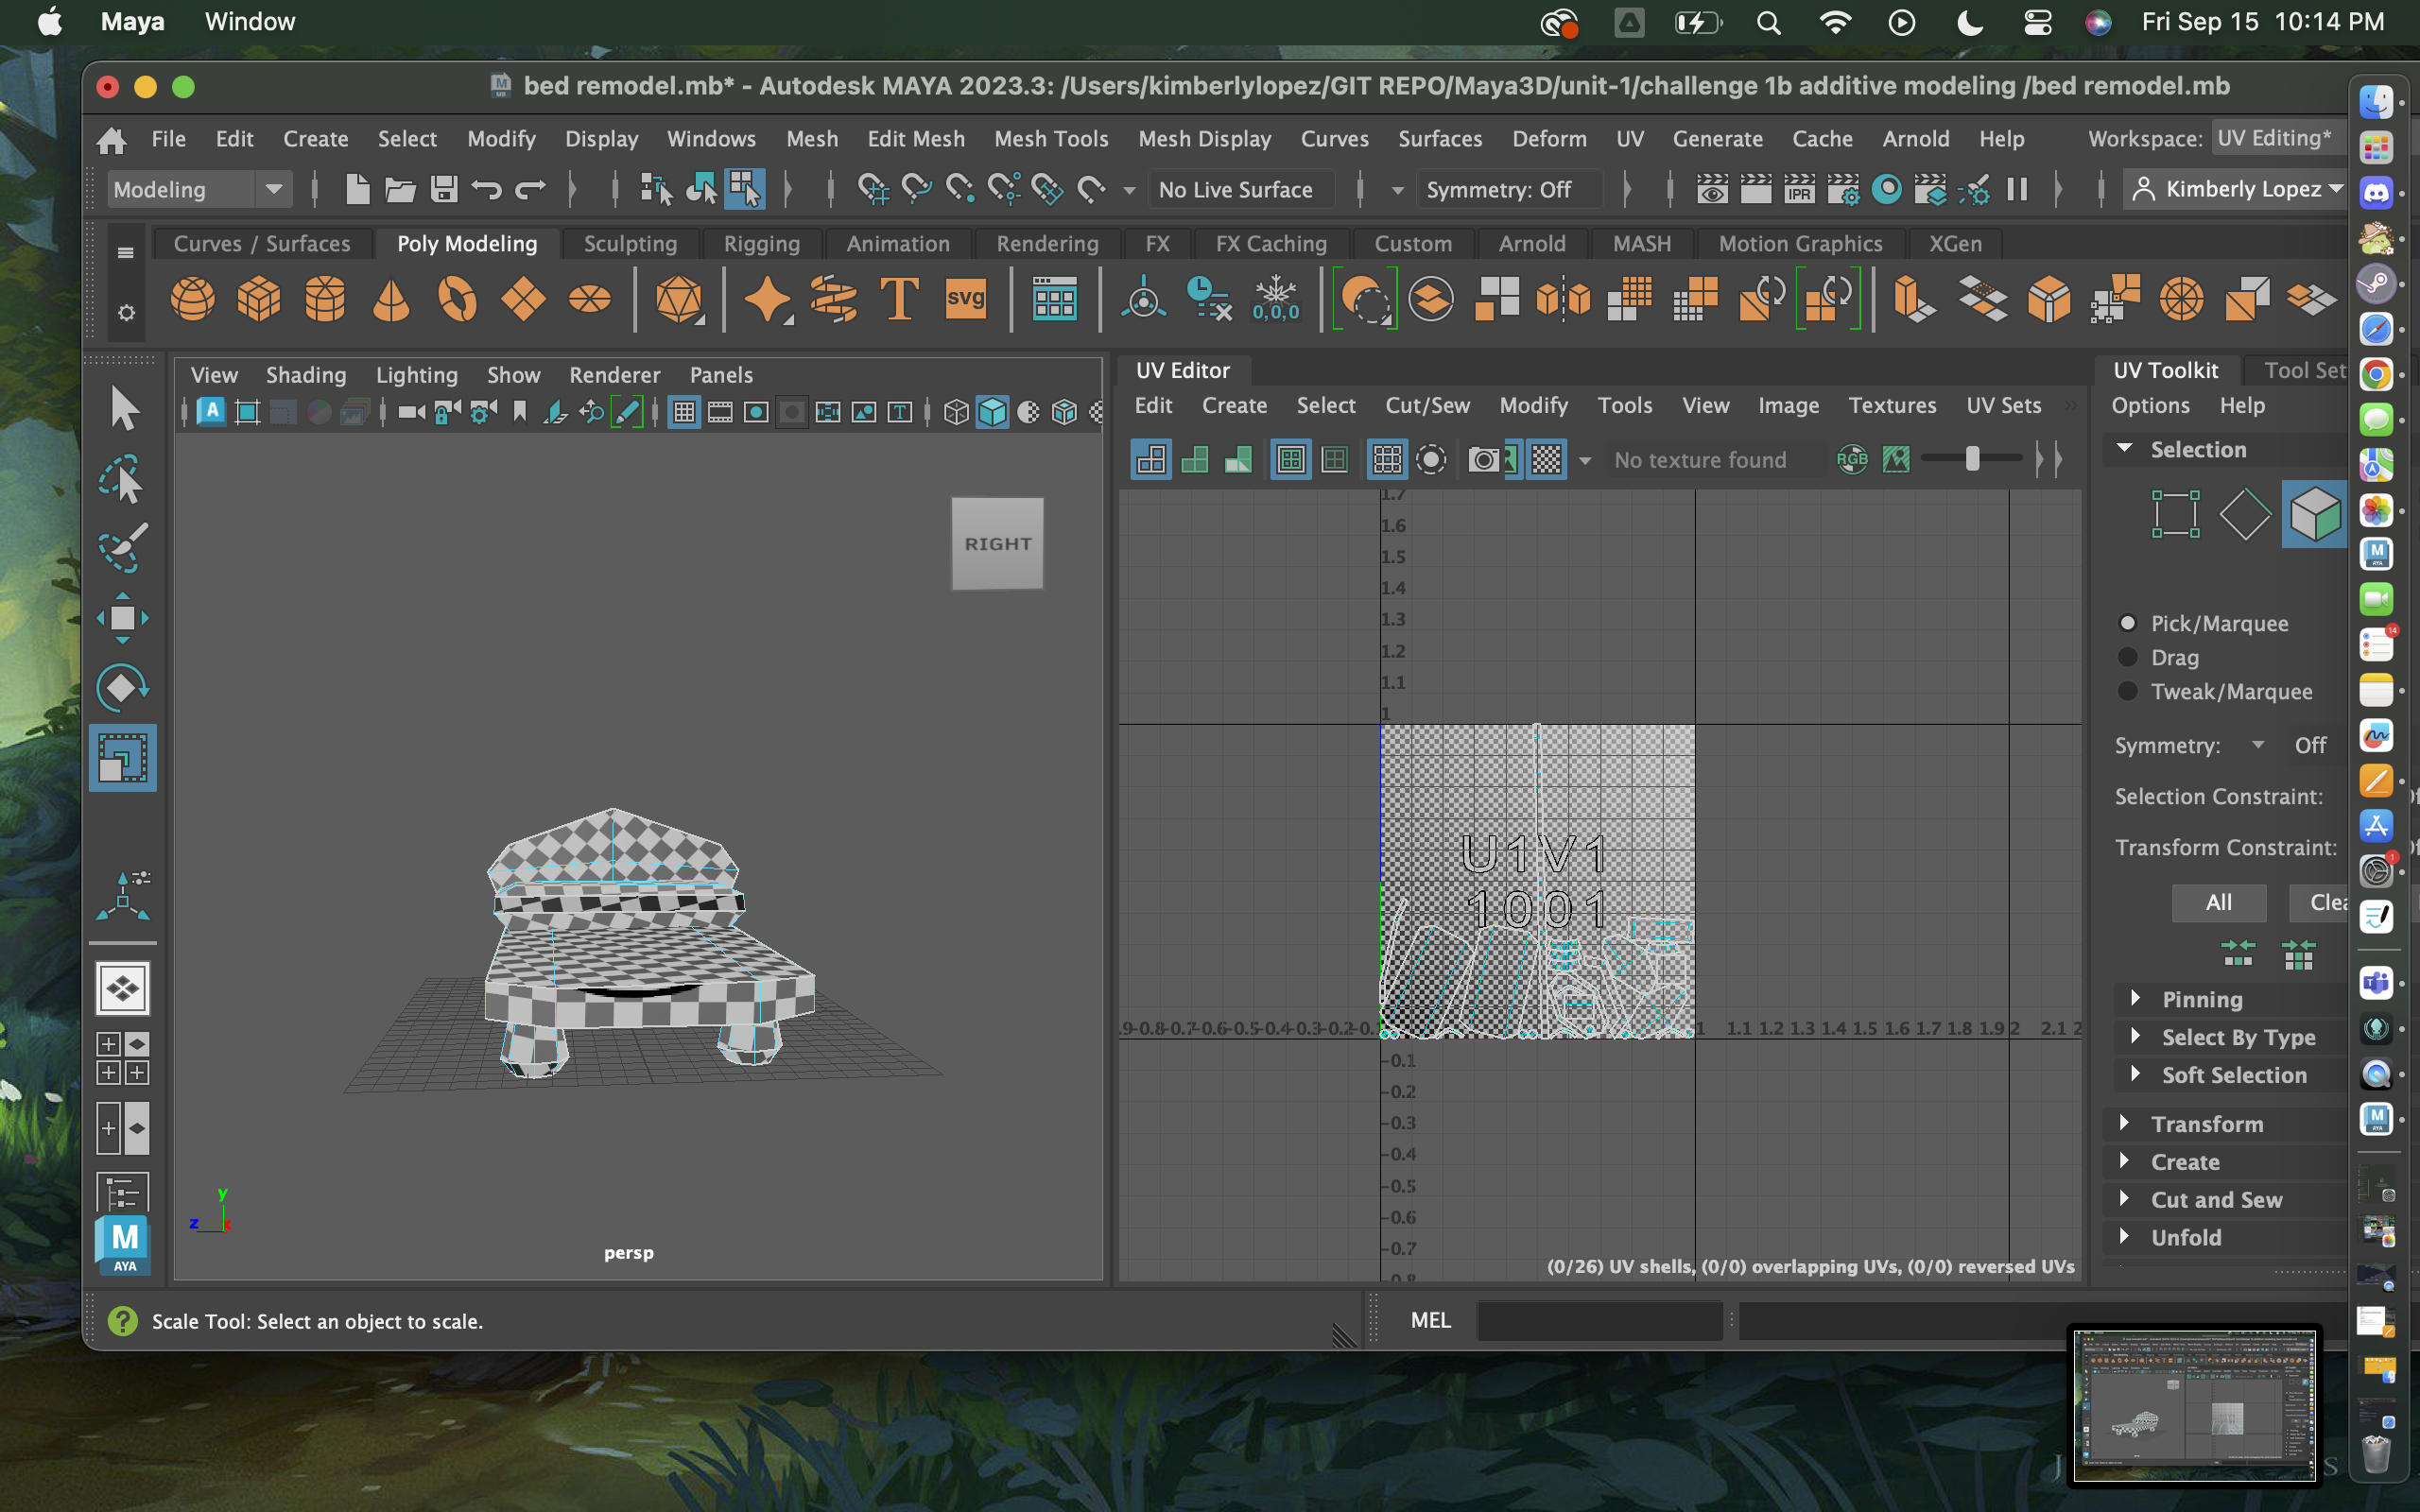 Maya Window Fri Sep 15 10:14 PM
bed remodel.mb* - Autodesk MAYA 2023.3: /Users/kimberlylopez/GIT REPO/Maya3D/unit-1/challenge 1b additive modeling /bed remodel.mb
File Edit Create Select Modify Display Windows Mesh Edit Mesh Mesh Tools Mesh Display Curves Surfaces Deform UV Generate Cache Arnold Help Workspace: UV Editing*
Modeling No Live Surface Symmetry: Off IPR Kimberly Lopez
Curves / Surfaces Poly Modeling Sculpting Rigging Animation Rendering FX FX Caching Custom Arnold MASH Motion Graphics XGen
T svg 0,0,0
View Shading Lighting Show Renderer Panels
UV Editor
UV Toolkit Tool Set
Edit Create Select Cut/Sew Modify Tools View Image Textures UV Sets
Options Help
No texture found RGB
Selection
RIGHT
1.7
1.6
1.5
1.4
1.3
1.2
1.1
1
U1V1
1001
.9-0.8-0.7-0.6-0.5-0.4-0.3-0.2-0.1 1 1.1 1.2 1.3 1.4 1.5 1.6 1.7 1.8 1.9 2 2.1 2
-0.1
-0.2
-0.3
-0.4
-0.5
-0.6
-0.7
-0.8
Pick/Marquee
Drag
Tweak/Marquee
Symmetry: Off
Selection Constraint:
Transform Constraint:
All Clea
Pinning
Select By Type
Soft Selection
Transform
Create
Cut and Sew
Unfold
y
z x
persp
(0/26) UV shells, (0/0) overlapping UVs, (0/0) reversed UVs
M
AYA
Scale Tool: Select an object to scale.
MEL
14
1